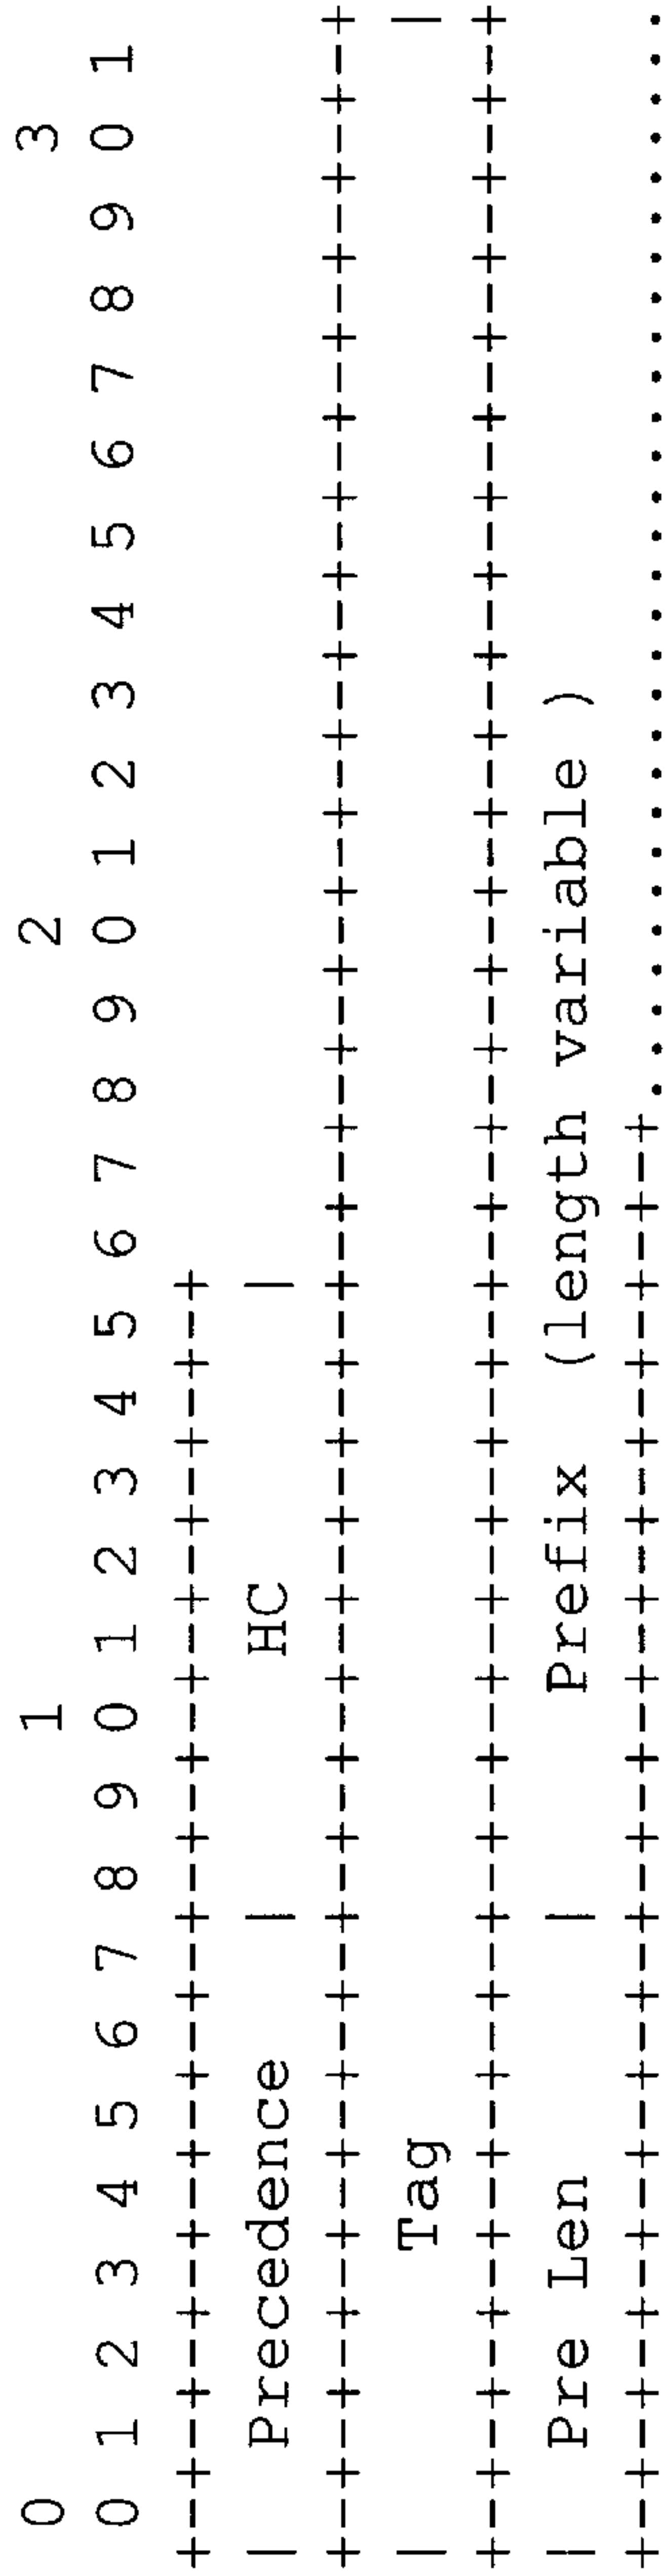 0                   1                   2                   3
 0 1 2 3 4 5 6 7 8 9 0 1 2 3 4 5 6 7 8 9 0 1 2 3 4 5 6 7 8 9 0 1
+-+-+-+-+-+-+-+-+-+-+-+-+-+-+-+-+
|  Precedence   |      HC       |
+-+-+-+-+-+-+-+-+-+-+-+-+-+-+-+-+-+-+-+-+-+-+-+-+-+-+-+-+-+-+-+-+
|       Tag                                                     |
+-+-+-+-+-+-+-+-+-+-+-+-+-+-+-+-+-+-+-+-+-+-+-+-+-+-+-+-+-+-+-+-+
|  Pre Len      |     Prefix  (length variable )
+-+-+-+-+-+-+-+-+-+-+-+-+-+-+-+-+-+-+............................